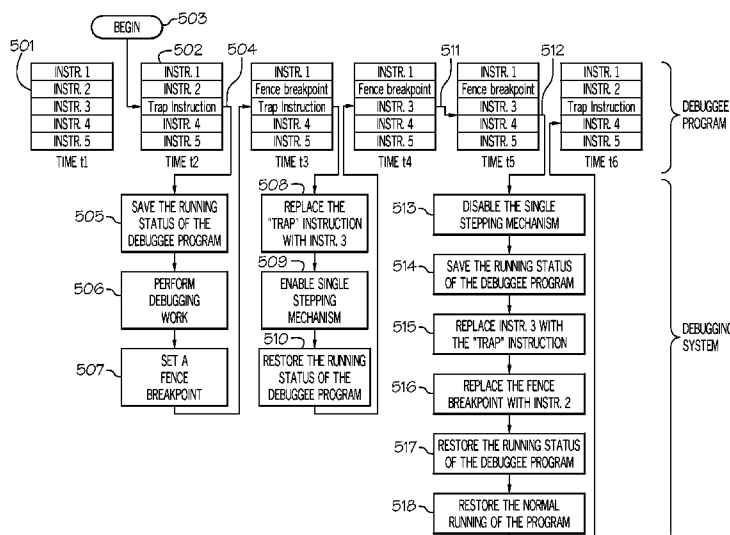 BEGIN
503
501
502
504
511
512
INSTR. 1
INSTR. 2
INSTR. 3
INSTR. 4
INSTR. 5
TIME t1
INSTR. 1
INSTR. 2
Trap Instruction
INSTR. 4
INSTR. 5
TIME t2
INSTR. 1
Fence breakpoint
Trap Instruction
INSTR. 4
INSTR. 5
TIME t3
INSTR. 1
Fence breakpoint
INSTR. 3
INSTR. 4
INSTR. 5
TIME t4
INSTR. 1
Fence breakpoint
INSTR. 3
INSTR. 4
INSTR. 5
TIME t5
INSTR. 1
INSTR. 2
Trap Instruction
INSTR. 4
INSTR. 5
TIME t6
DEBUGGEE
PROGRAM
505
SAVE THE RUNNING
STATUS OF THE
DEBUGGEE PROGRAM
506
PERFORM
DEBUGGING
WORK
507
SET A
FENCE
BREAKPOINT
508
REPLACE THE
"TRAP" INSTRUCTION
WITH INSTR. 3
509
ENABLE SINGLE
STEPPING
MECHANISM
510
RESTORE THE RUNNING
STATUS OF THE
DEBUGGEE PROGRAM
513
DISABLE THE SINGLE
STEPPING MECHANISM
514
SAVE THE RUNNING STATUS
OF THE DEBUGGEE PROGRAM
515
REPLACE INSTR. 3 WITH
THE "TRAP" INSTRUCTION
516
REPLACE THE FENCE
BREAKPOINT WITH INSTR. 2
517
RESTORE THE RUNNING STATUS
OF THE DEBUGGEE PROGRAM
518
RESTORE THE NORMAL
RUNNING OF THE PROGRAM
DEBUGGING
SYSTEM